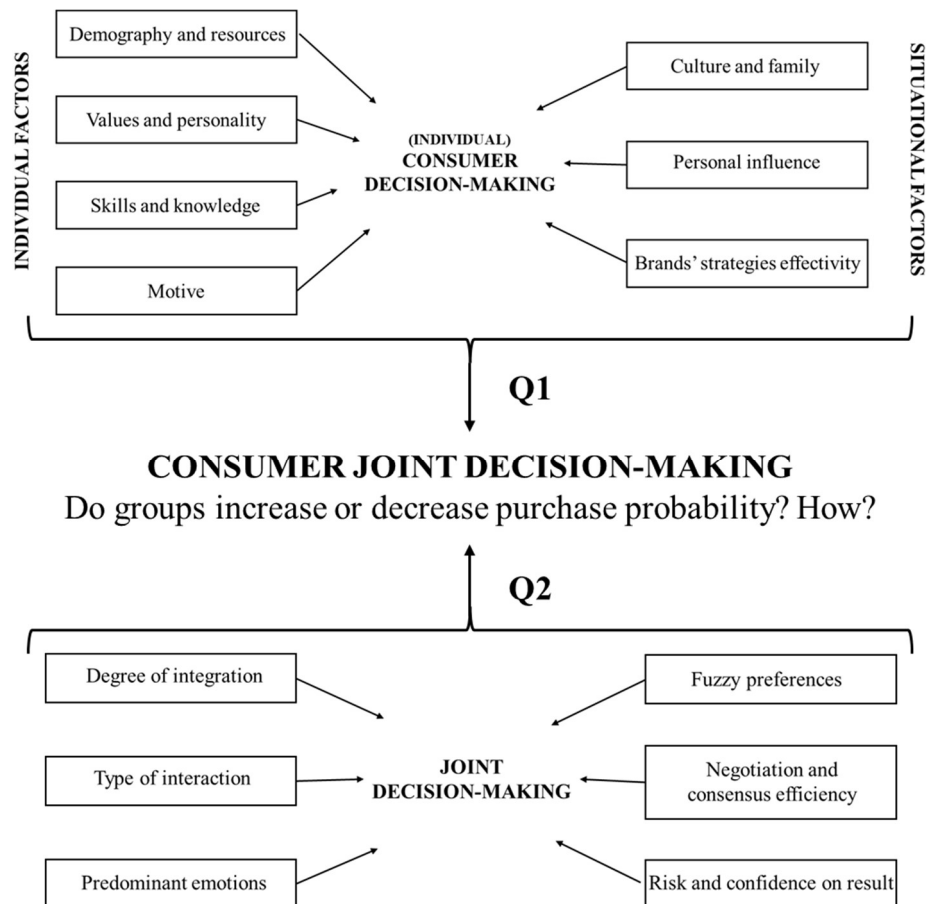 INDIVIDUAL FACTORS
Demography and resources
Values and personality
Skills and knowledge
Motive
(INDIVIDUAL)
CONSUMER
DECISION-MAKING
Culture and family
Personal influence
Brands' strategies effectivity
SITUATIONAL FACTORS
Q1
CONSUMER JOINT DECISION-MAKING
Do groups increase or decrease purchase probability? How?
Q2
Degree of integration
Type of interaction
Predominant emotions
JOINT
DECISION-MAKING
Fuzzy preferences
Negotiation and
consensus efficiency
Risk and confidence on result